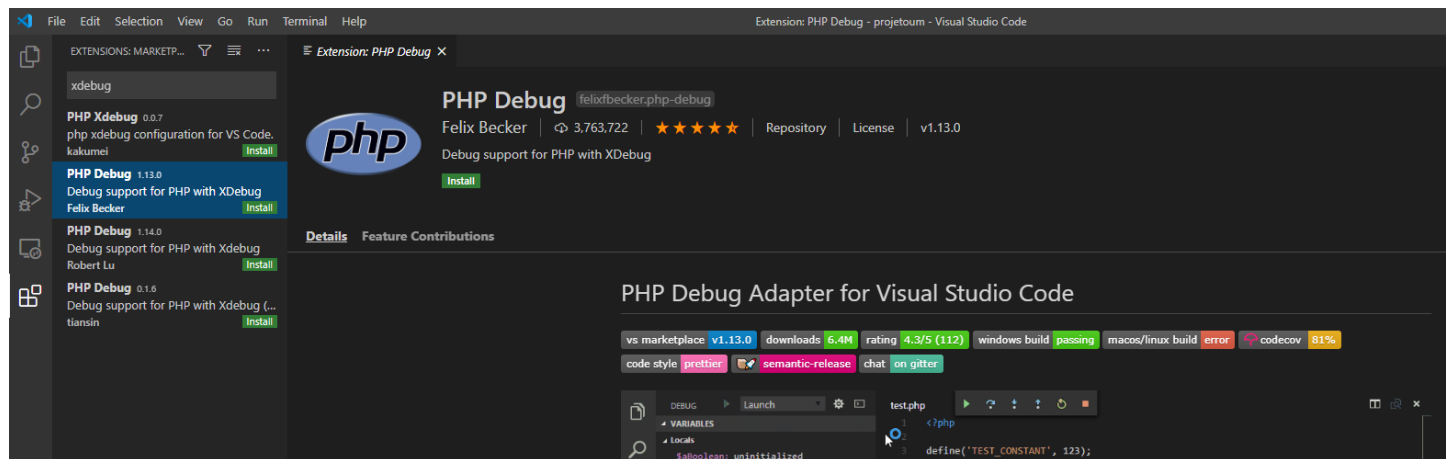 File Edit Selection View Go Run Terminal Help
Extension: PHP Debug - projetoum - Visual Studio Code
EXTENSIONS: MARKETP...
xdebug
PHP Xdebug 0.0.7
php xdebug configuration for VS Code.
kakumei Install
PHP Debug 1.13.0
Debug support for PHP with XDebug
Felix Becker Install
PHP Debug 1.14.0
Debug support for PHP with Xdebug
Robert Lu Install
PHP Debug 0.1.6
Debug support for PHP with Xdebug (...
tiansin Install
Extension: PHP Debug
php
PHP Debug felixfbecker.php-debug
Felix Becker 3,763,722 Repository License v1.13.0
Debug support for PHP with XDebug
Install
Details Feature Contributions
PHP Debug Adapter for Visual Studio Code
vs marketplace v1.13.0 downloads 6.4M rating 4.3/5 (112) windows build passing macos/linux build error codecov 81%
code style prettier semantic-release chat on gitter
DEBUG Launch
VARIABLES
Locals
$aBoolean: uninitialized
test.php
1 <?php
2
3 define('TEST_CONSTANT', 123);